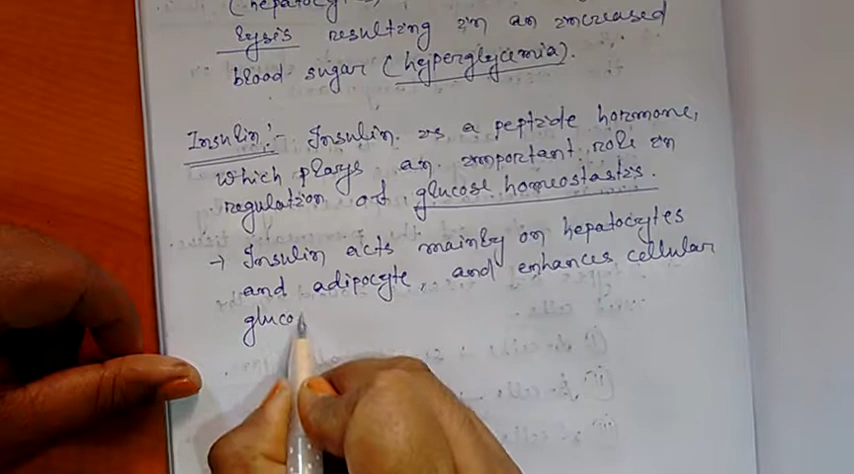 (hepatocytes
lysis resulting in an increased
blood sugar (hyperglycemia).
Insulin:- Insulin is a peptide hormone,
which plays an important role in
regulation of glucose homeostasis.
→ Insulin acts mainly on hepatocytes
and adipocyte, and enhances cellular
gluco